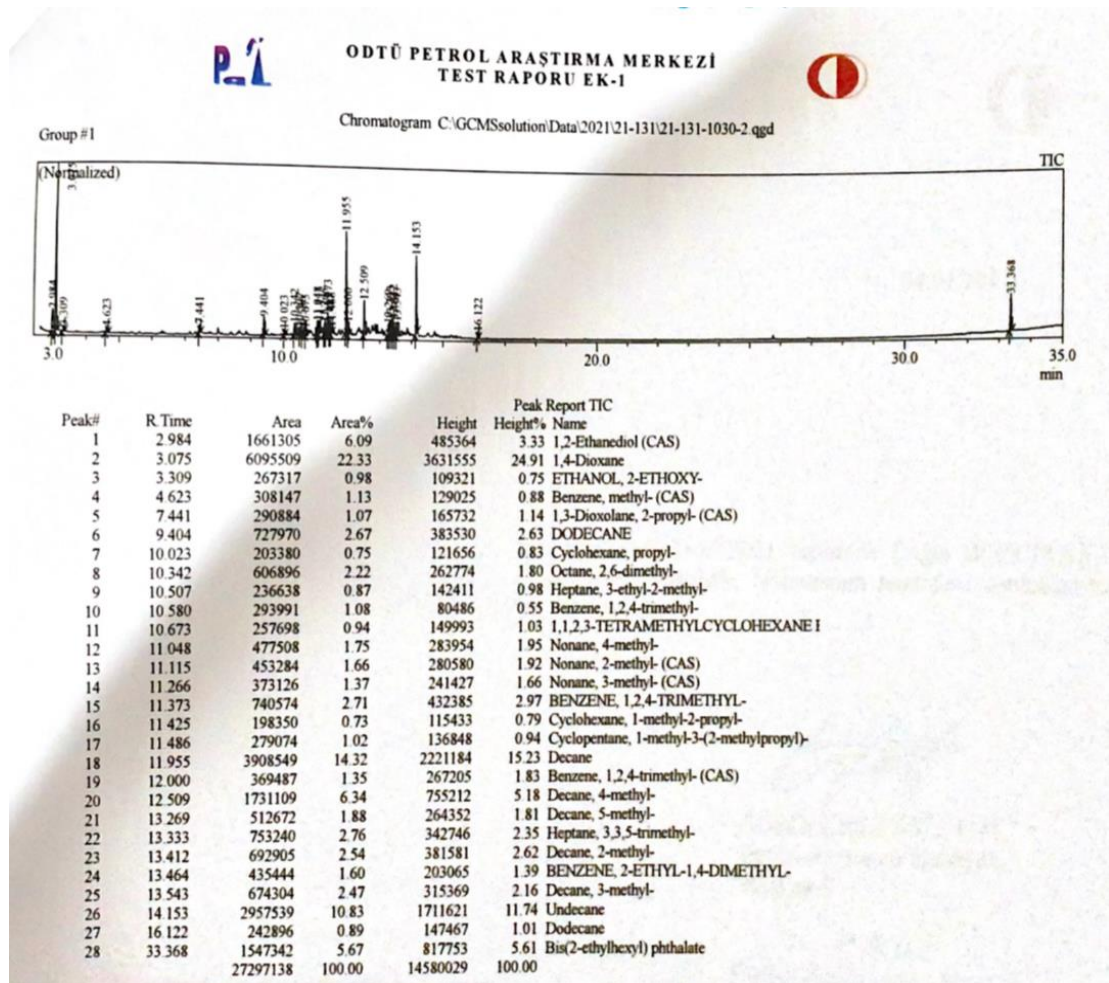 ODTÜ PETROL ARAŞTIRMA MERKEZİ
TEST RAPORU EK-1
Chromatogram C:\GCMSsolution\Data\2021\21-131\21-131-1030-2.qgd
Group #1
(Normalized)
TIC
3.075
2.984
3.309
4.623
7.441
9.404
10.023
10.342
11.955
12.000
12.509
14.153
16.122
33.368
3.0 10.0 20.0 30.0 35.0
min
Peak Report TIC
Peak# R.Time Area Area% Height Height% Name
1 2.984 1661305 6.09 485364 3.33 1,2-Ethanediol (CAS)
2 3.075 6095509 22.33 3631555 24.91 1,4-Dioxane
3 3.309 267317 0.98 109321 0.75 ETHANOL, 2-ETHOXY-
4 4.623 308147 1.13 129025 0.88 Benzene, methyl- (CAS)
5 7.441 290884 1.07 165732 1.14 1,3-Dioxolane, 2-propyl- (CAS)
6 9.404 727970 2.67 383530 2.63 DODECANE
7 10.023 203380 0.75 121656 0.83 Cyclohexane, propyl-
8 10.342 606896 2.22 262774 1.80 Octane, 2,6-dimethyl-
9 10.507 236638 0.87 142411 0.98 Heptane, 3-ethyl-2-methyl-
10 10.580 293991 1.08 80486 0.55 Benzene, 1,2,4-trimethyl-
11 10.673 257698 0.94 149993 1.03 1,1,2,3-TETRAMETHYLCYCLOHEXANE I
12 11.048 477508 1.75 283954 1.95 Nonane, 4-methyl-
13 11.115 453284 1.66 280580 1.92 Nonane, 2-methyl- (CAS)
14 11.266 373126 1.37 241427 1.66 Nonane, 3-methyl- (CAS)
15 11.373 740574 2.71 432385 2.97 BENZENE, 1,2,4-TRIMETHYL-
16 11.425 198350 0.73 115433 0.79 Cyclohexane, 1-methyl-2-propyl-
17 11.486 279074 1.02 136848 0.94 Cyclopentane, 1-methyl-3-(2-methylpropyl)-
18 11.955 3908549 14.32 2221184 15.23 Decane
19 12.000 369487 1.35 267205 1.83 Benzene, 1,2,4-trimethyl- (CAS)
20 12.509 1731109 6.34 755212 5.18 Decane, 4-methyl-
21 13.269 512672 1.88 264352 1.81 Decane, 5-methyl-
22 13.333 753240 2.76 342746 2.35 Heptane, 3,3,5-trimethyl-
23 13.412 692905 2.54 381581 2.62 Decane, 2-methyl-
24 13.464 435444 1.60 203065 1.39 BENZENE, 2-ETHYL-1,4-DIMETHYL-
25 13.543 674304 2.47 315369 2.16 Decane, 3-methyl-
26 14.153 2957539 10.83 1711621 11.74 Undecane
27 16.122 242896 0.89 147467 1.01 Dodecane
28 33.368 1547342 5.67 817753 5.61 Bis(2-ethylhexyl) phthalate
27297138 100.00 14580029 100.00